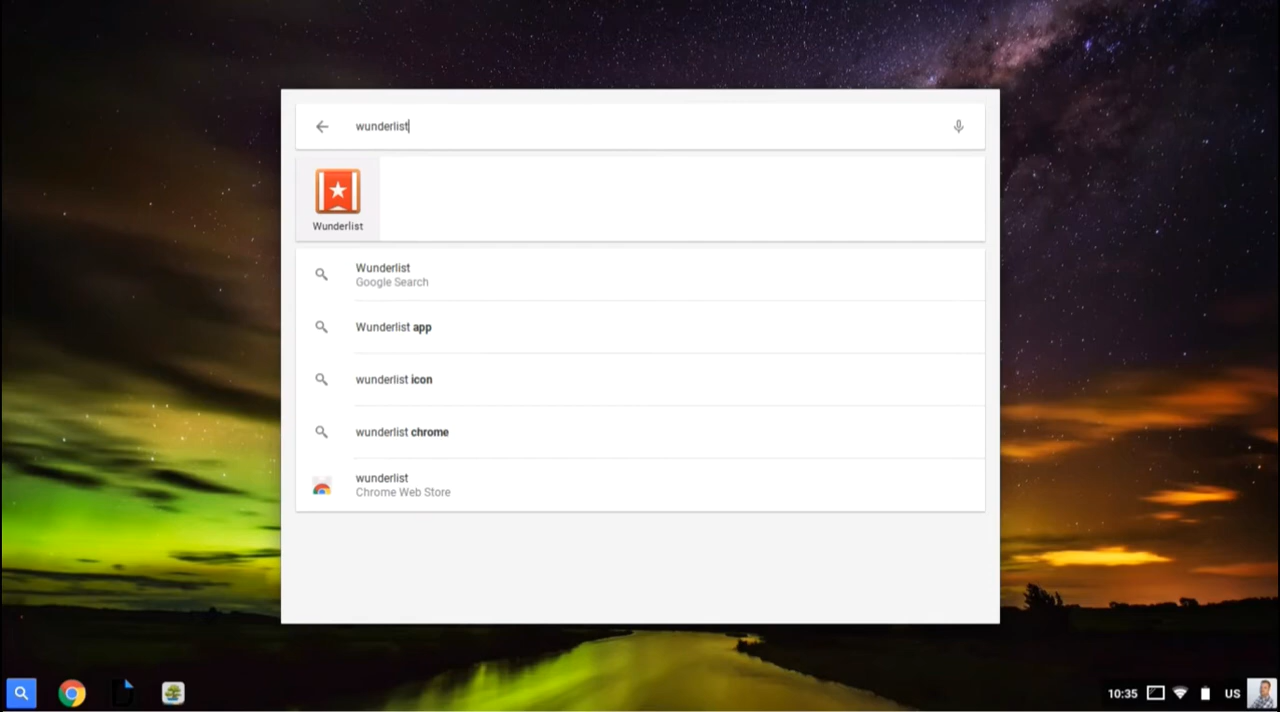 wunderlist
Wunderlist
Wunderlist
Google Search
Wunderlist app
wunderlist icon
wunderlist chrome
wunderlist
Chrome Web Store
10:35 US